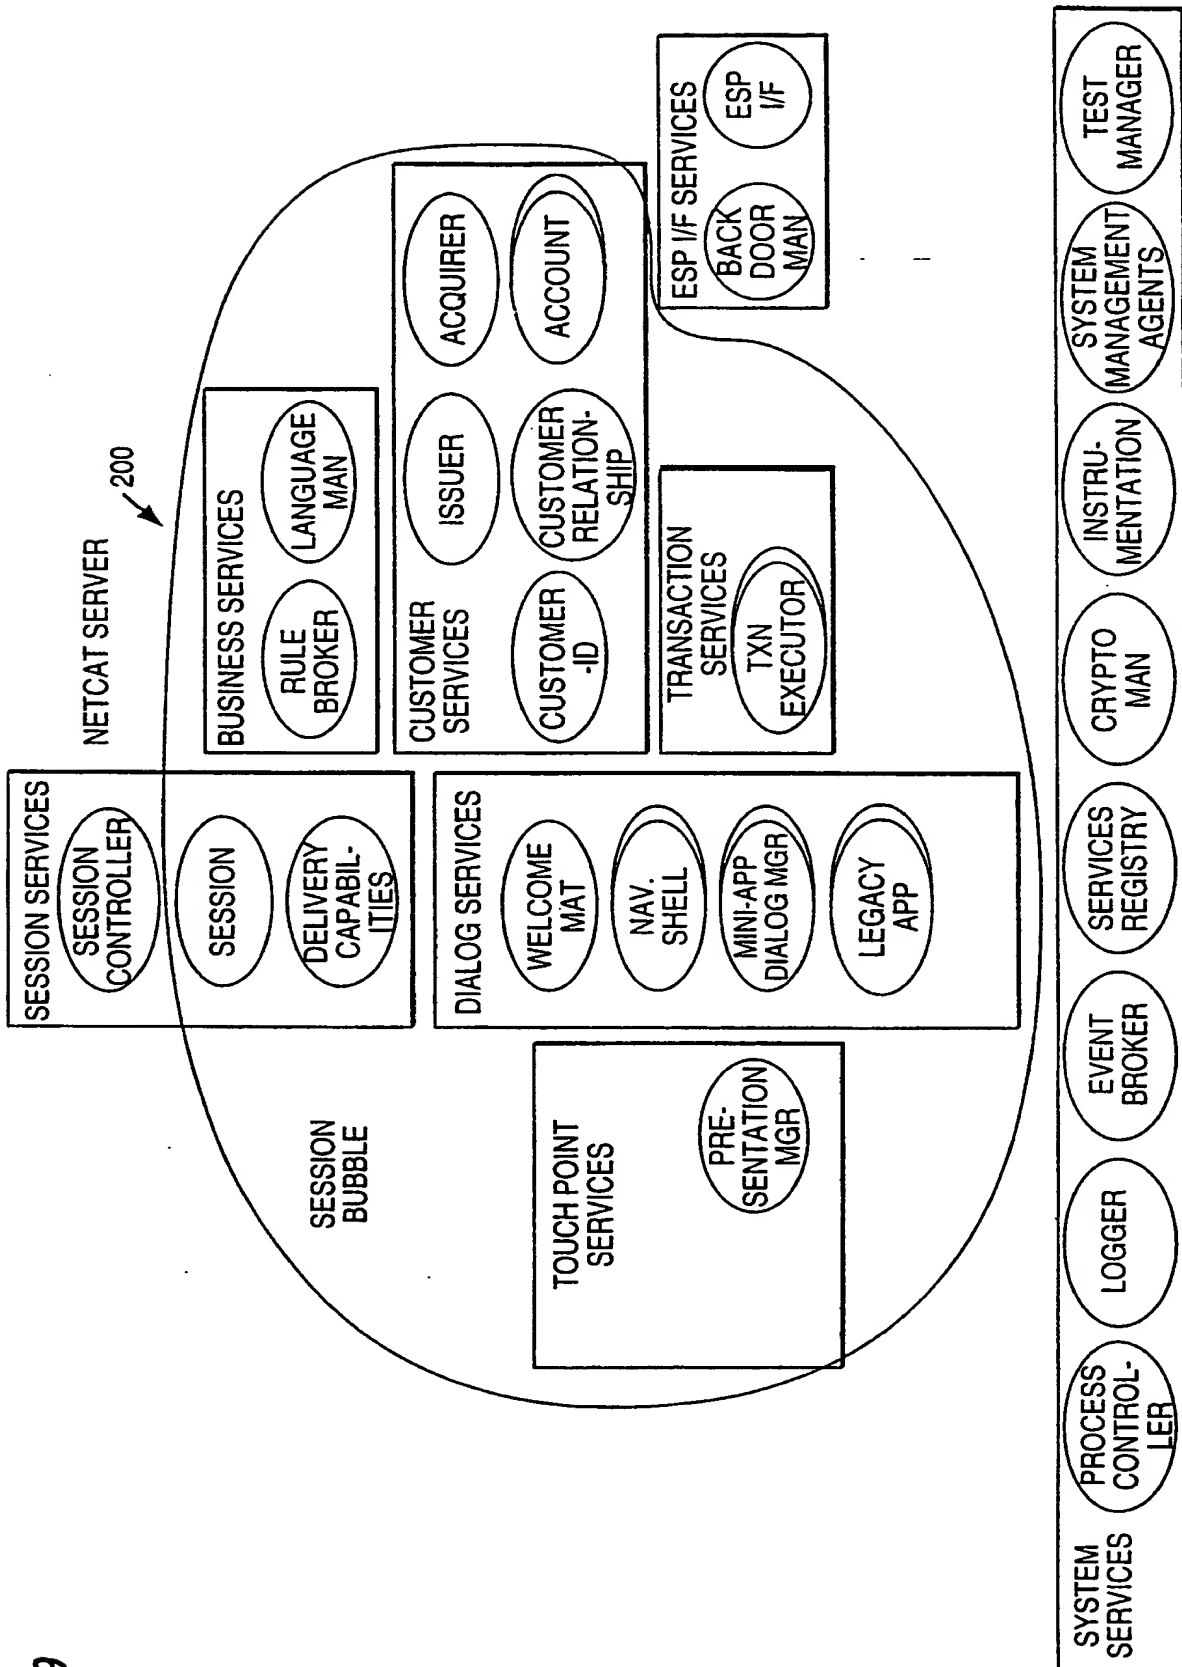 NETCAT SERVER
200
SESSION SERVICES
SESSION
CONTROLLER
SESSION
DELIVERY
CAPABIL-
ITIES
BUSINESS SERVICES
RULE
BROKER
LANGUAGE
MAN
SESSION
BUBBLE
DIALOG SERVICES
WELCOME
MAT
NAV.
SHELL
MINI-APP
DIALOG MGR
LEGACY
APP
CUSTOMER
SERVICES
ISSUER
ACQUIRER
CUSTOMER
-ID
CUSTOMER
RELATION-
SHIP
ACCOUNT
TOUCH POINT
SERVICES
PRE-
SENTATION
MGR
TRANSACTION
SERVICES
TXN
EXECUTOR
ESP I/F SERVICES
BACK
DOOR
MAN
ESP
I/F
SYSTEM
SERVICES
PROCESS
CONTROL-
LER
LOGGER
EVENT
BROKER
SERVICES
REGISTRY
CRYPTO
MAN
INSTRU-
MENTATION
SYSTEM
MANAGEMENT
AGENTS
TEST
MANAGER